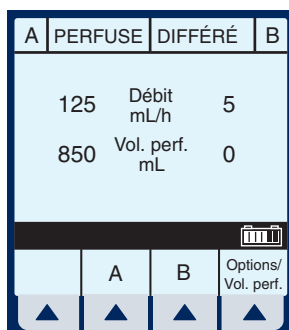 A PERFUSE DIFFÉRÉ B
125 Débit mL/h 5
850 Vol. perf. mL 0
A B Options/ Vol. perf.